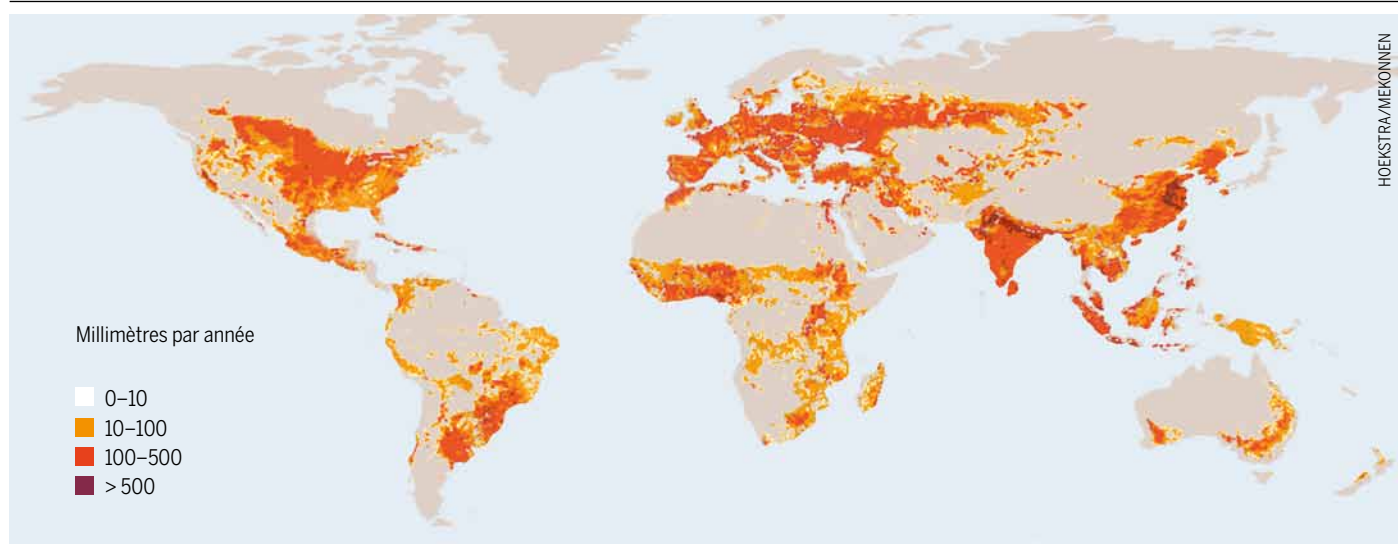 HOEKSTRA/MEKONNEN
Millimètres par année
0–10
10–100
100–500
> 500